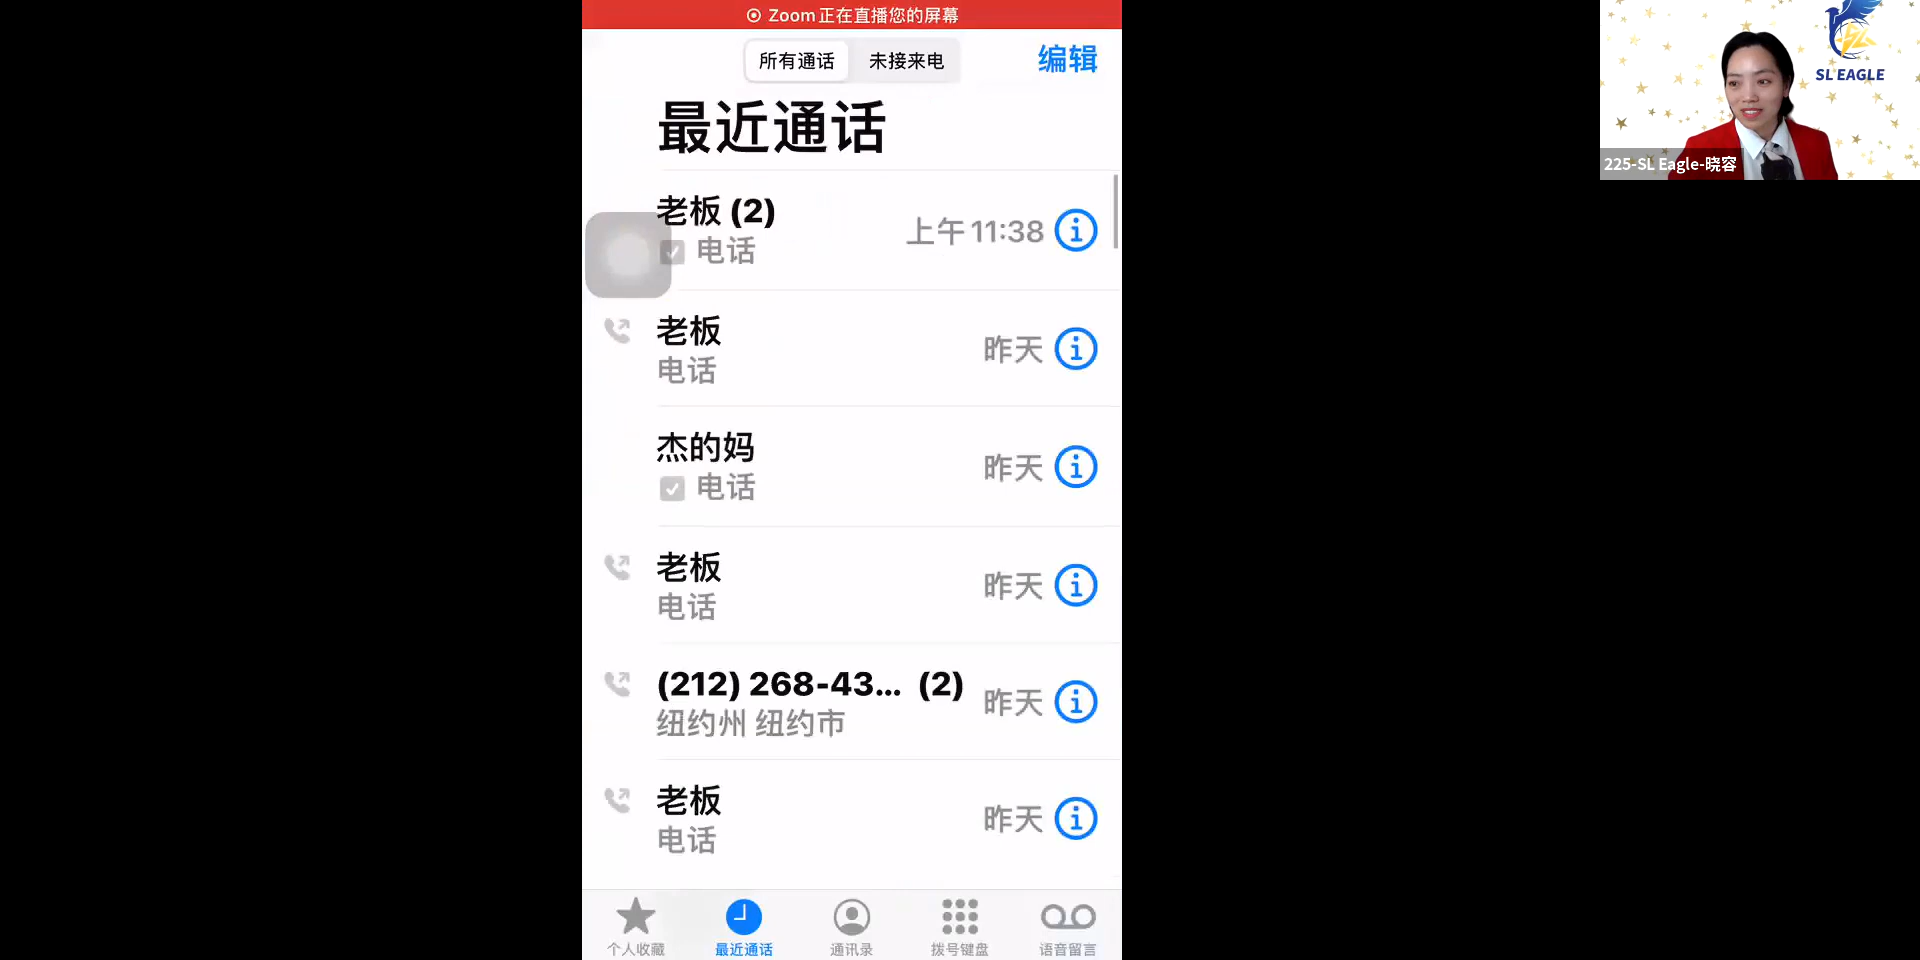 Zoom正在直播您的屏幕
所有通话 未接来电 编辑
最近通话
老板 (2)
电话
上午11:38
老板
电话
昨天
杰的妈
电话
昨天
老板
电话
昨天
(212) 268-43... (2)
纽约州 纽约市
昨天
老板
电话
昨天
个人收藏 最近通话 通讯录 拨号键盘 语音留言
SL EAGLE
225-SL Eagle-晓容